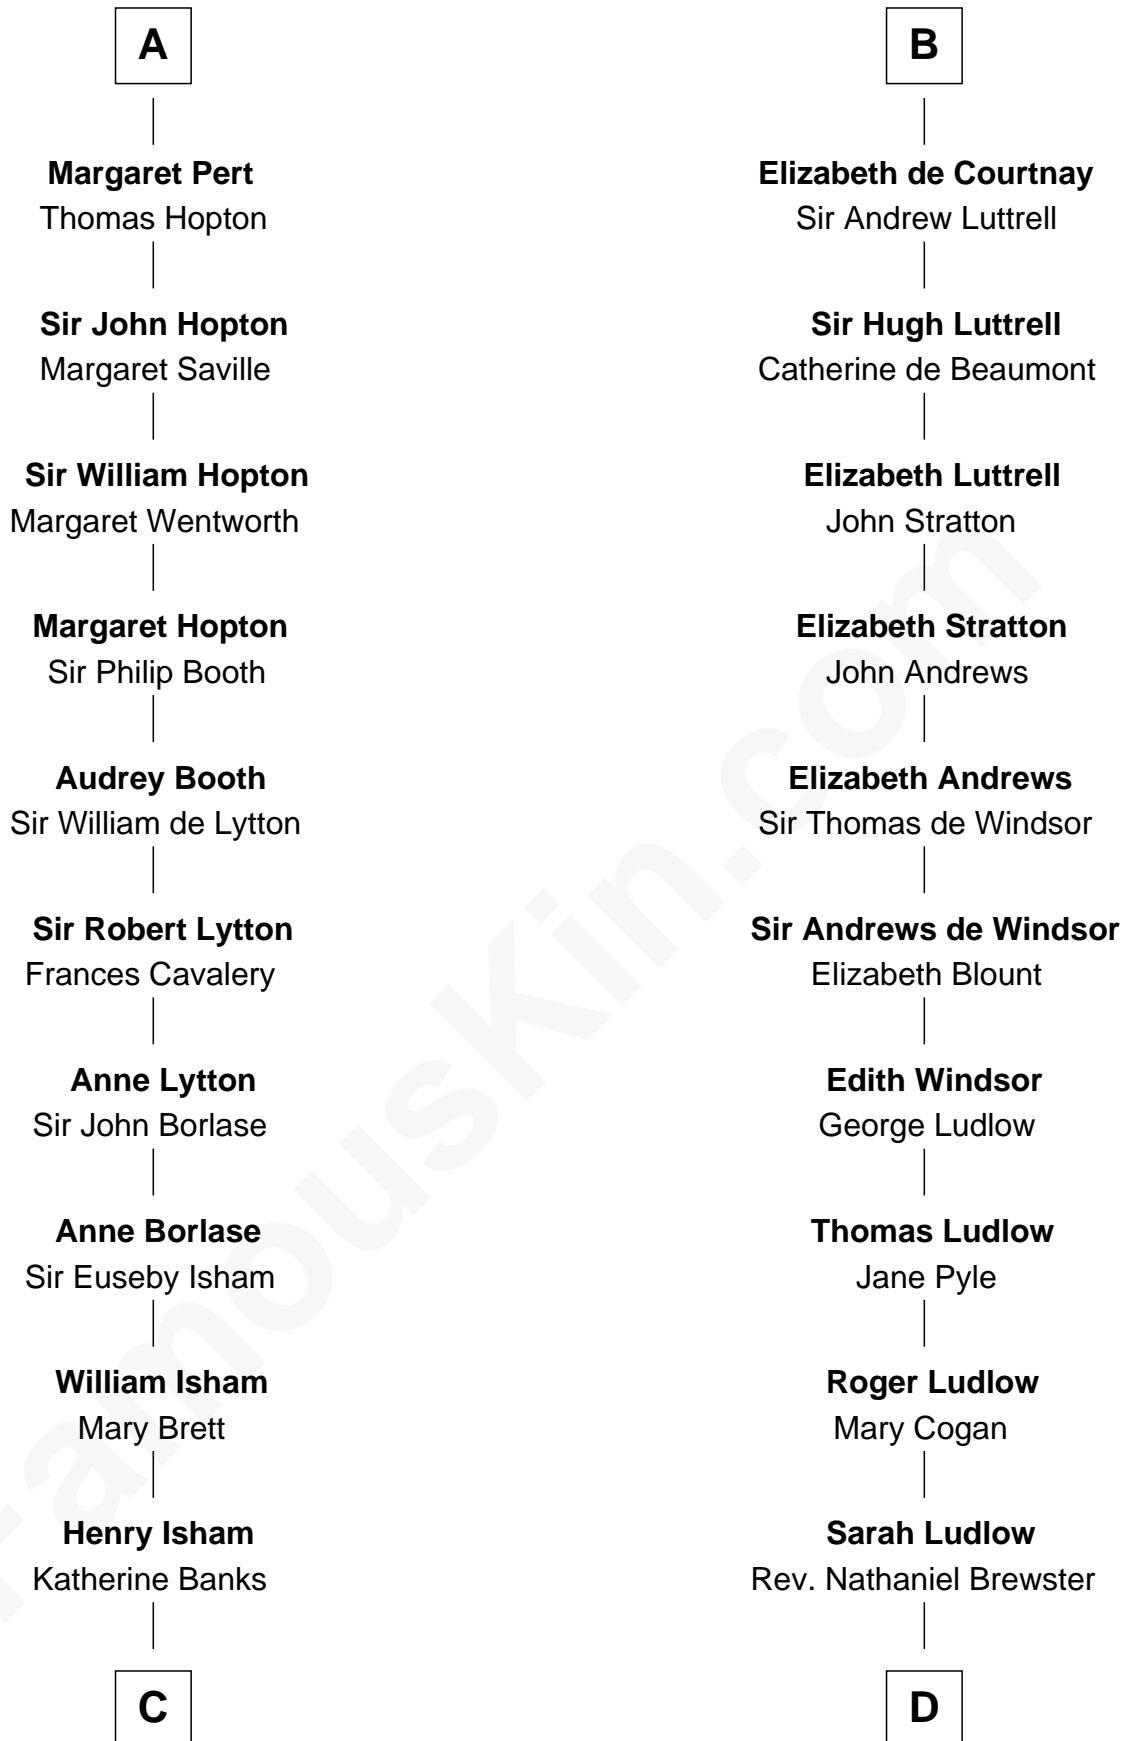 A
Margaret Pert
Thomas Hopton
Sir John Hopton
Margaret Saville
Sir William Hopton
Margaret Wentworth
Margaret Hopton
Sir Philip Booth
Audrey Booth
Sir William de Lytton
Sir Robert Lytton
Frances Cavalery
Anne Lytton
Sir John Borlase
Anne Borlase
Sir Euseby Isham
William Isham
Mary Brett
Henry Isham
Katherine Banks
C
B
Elizabeth de Courtnay
Sir Andrew Luttrell
Sir Hugh Luttrell
Catherine de Beaumont
Elizabeth Luttrell
John Stratton
Elizabeth Stratton
John Andrews
Elizabeth Andrews
Sir Thomas de Windsor
Sir Andrews de Windsor
Elizabeth Blount
Edith Windsor
George Ludlow
Thomas Ludlow
Jane Pyle
Roger Ludlow
Mary Cogan
Sarah Ludlow
Rev. Nathaniel Brewster
D
FamousKin.com